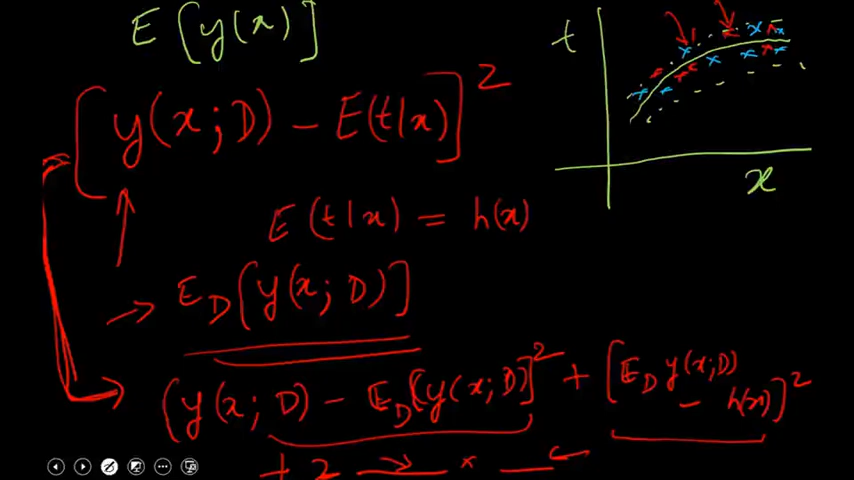 E[y(x)]
t
[y(x;D) - E(t|x)]²
x
E(t|x) = h(x)
→ E_D[y(x;D)]
(y(x;D) - E_D[y(x;D)]² + [E_D y(x;D) - h(x)]²
+ 2 → × ←